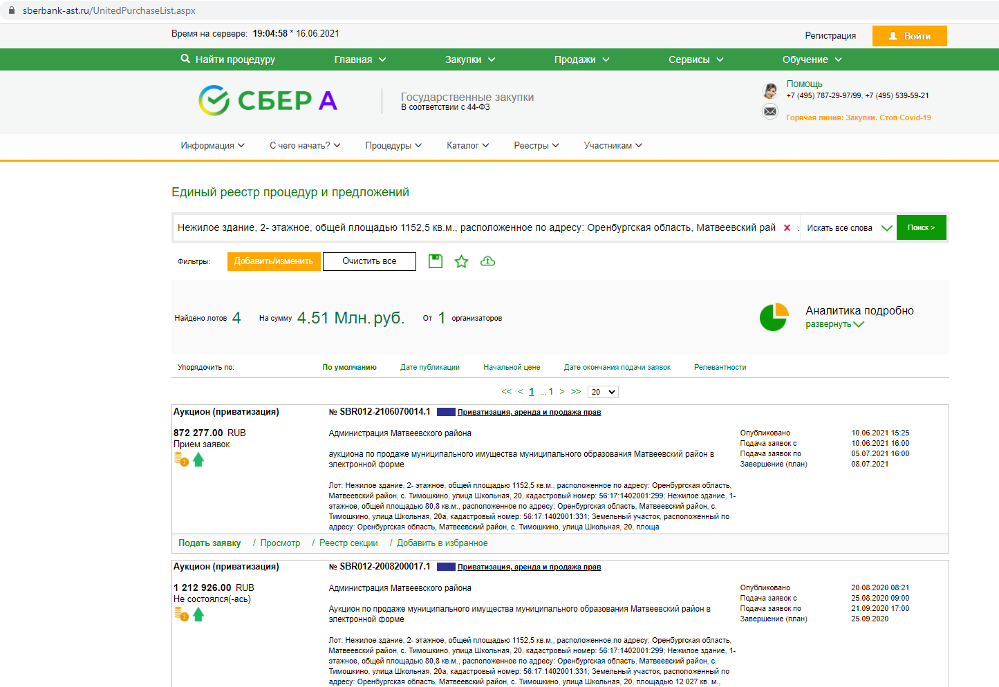 sberbank-ast.ru/UnitedPurchaseList.aspx
Время на сервере: 19:04:58 * 16.06.2021
Регистрация
Войти
Найти процедуру
Главная
Закупки
Продажи
Сервисы
Обучение
СБЕР А
Государственные закупки
В соответствии с 44-ФЗ
Помощь
+7 (495) 787-29-97/99, +7 (495) 539-59-21
Горячая линия: Закупки. Стоп Covid-19
Информация
С чего начать?
Процедуры
Каталог
Реестры
Участникам
Единый реестр процедур и предложений
Нежилое здание, 2- этажное, общей площадью 1152,5 кв.м., расположенное по адресу: Оренбургская область, Матвеевский рай
Искать все слова
Поиск >
Фильтры:
Добавить/изменить
Очистить все
Найдено лотов 4 На сумму 4.51 Млн. руб. От 1 организаторов
Аналитика подробно
развернуть
Упорядочить по:
По умолчанию
Дате публикации
Начальной цене
Дате окончания подачи заявок
Релевантности
<< < 1 ... 1 > >> 20
Аукцион (приватизация)
№ SBR012-2106070014.1 Приватизация, аренда и продажа прав
872 277.00 RUB
Прием заявок
1
Администрация Матвеевского района
аукциона по продаже муниципального имущества муниципального образования Матвеевский район в
электронной форме
Лот: Нежилое здание, 2- этажное, общей площадью 1152,5 кв.м., расположенное по адресу: Оренбургская область,
Матвеевский район, с. Тимошкино, улица Школьная, 20, кадастровый номер: 56:17:1402001:299; Нежилое здание, 1-
этажное, общей площадью 80,8 кв.м., расположенное по адресу: Оренбургская область, Матвеевский район, с.
Тимошкино, улица Школьная, 20а, кадастровый номер: 56:17:1402001:331; Земельный участок, расположенный по
адресу: Оренбургская область, Матвеевский район, с. Тимошкино, улица Школьная, 20, площа
Опубликовано 10.06.2021 15:25
Подача заявок с 10.06.2021 16:00
Подача заявок по 05.07.2021 16:00
Завершение (план) 08.07.2021
Подать заявку / Просмотр / Реестр секции / Добавить в избранное
Аукцион (приватизация)
№ SBR012-2008200017.1 Приватизация, аренда и продажа прав
1 212 926.00 RUB
Не состоялся(-ась)
1
Администрация Матвеевского района
Аукцион по продаже муниципального имущества муниципального образования Матвеевский район в
электронной форме
Лот: Нежилое здание, 2- этажное, общей площадью 1152,5 кв.м., расположенное по адресу: Оренбургская область,
Матвеевский район, с. Тимошкино, улица Школьная, 20, кадастровый номер: 56:17:1402001:299; Нежилое здание, 1-
этажное, общей площадью 80,8 кв.м., расположенное по адресу: Оренбургская область, Матвеевский район, с.
Тимошкино, улица Школьная, 20а, кадастровый номер: 56:17:1402001:331; Земельный участок, расположенный по
адресу: Оренбургская область, Матвеевский район, с. Тимошкино, улица Школьная, 20, площадью 12 027 кв. м.,
Опубликовано 20.08.2020 08:21
Подача заявок с 25.08.2020 09:00
Подача заявок по 21.09.2020 17:00
Завершение (план) 25.09.2020